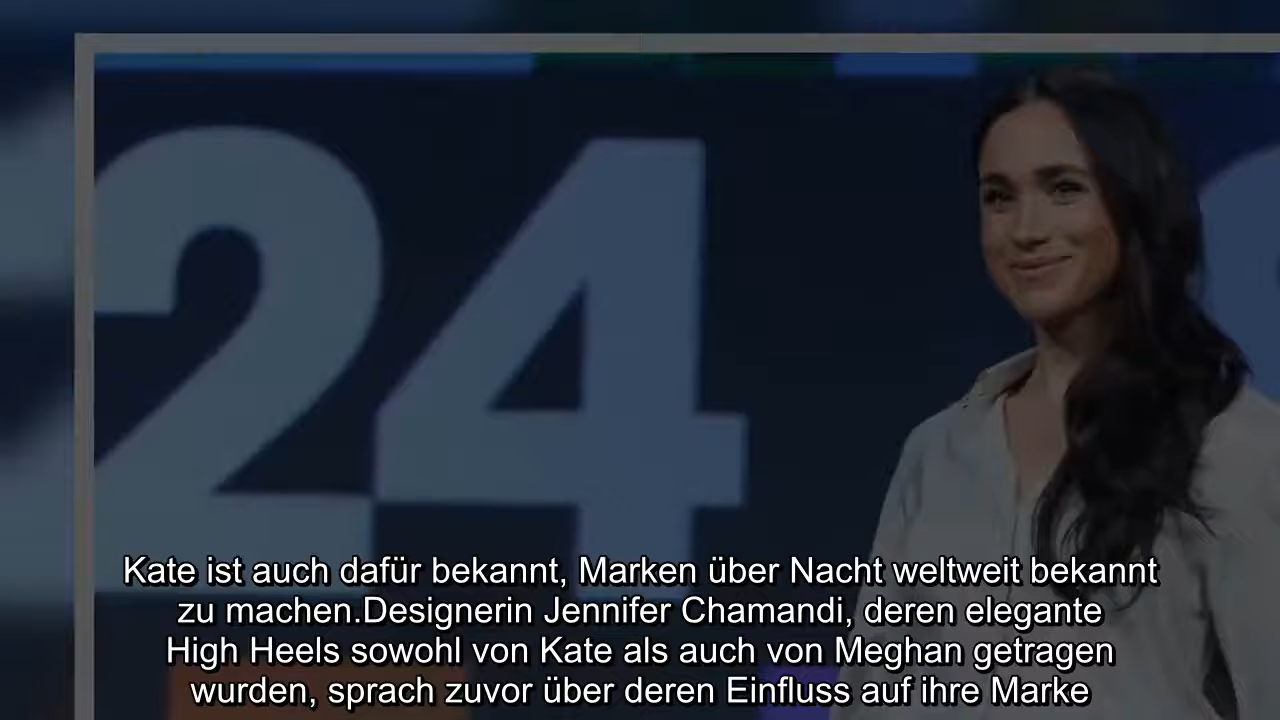 24
Kate ist auch dafür bekannt, Marken über Nacht weltweit bekannt
zu machen.Designerin Jennifer Chamandi, deren elegante
High Heels sowohl von Kate als auch von Meghan getragen
wurden, sprach zuvor über deren Einfluss auf ihre Marke